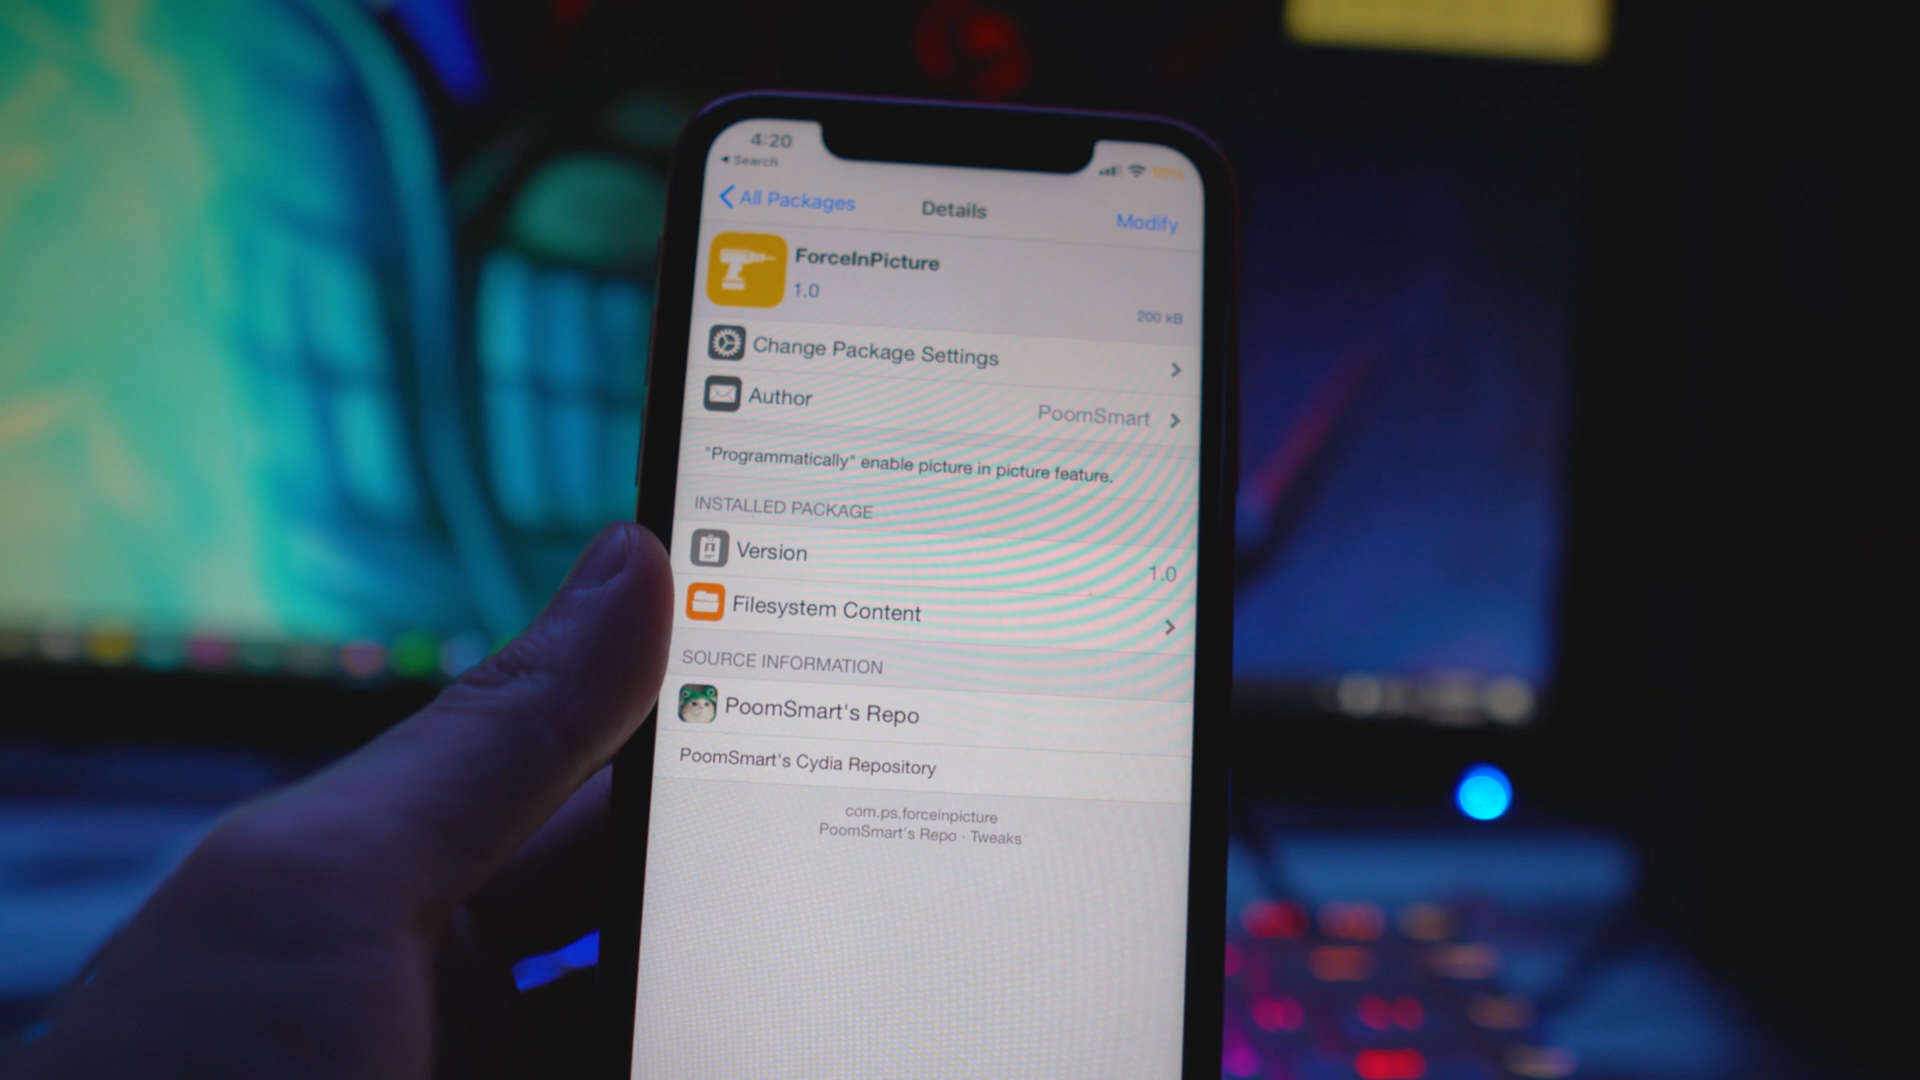 4:20
Search
All Packages
Details
Modify
ForceInPicture
1.0
200 kB
Change Package Settings
Author
PoomSmart
"Programmatically" enable picture in picture feature.
INSTALLED PACKAGE
Version
1.0
Filesystem Content
SOURCE INFORMATION
PoomSmart's Repo
PoomSmart's Cydia Repository
com.ps.forceinpicture
PoomSmart's Repo · Tweaks